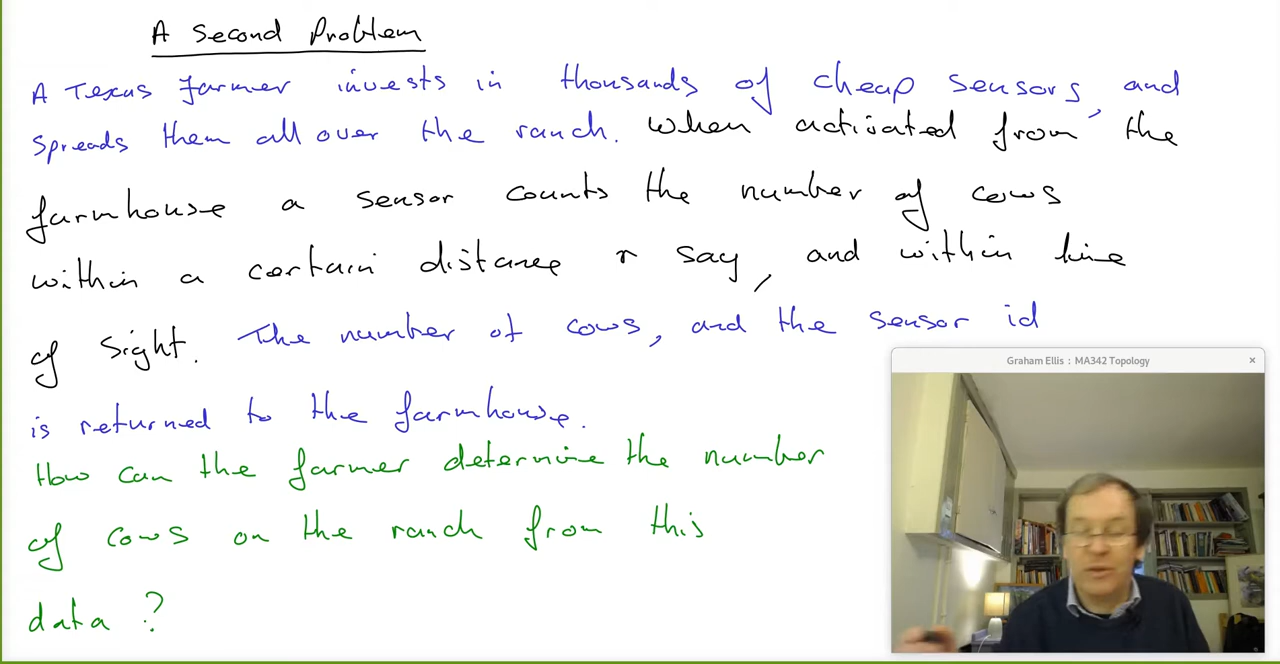 A Second Problem
A Texas farmer invests in thousands of cheap sensors, and
spreads them all over the ranch. When activated from the
farmhouse a sensor counts the number of cows
within a certain distance r say, and within line
of sight. The number of cows, and the sensor id
Graham Ellis : MA342 Topology
is returned to the farmhouse.
How can the farmer determine the number
of cows on the ranch from this
data ?